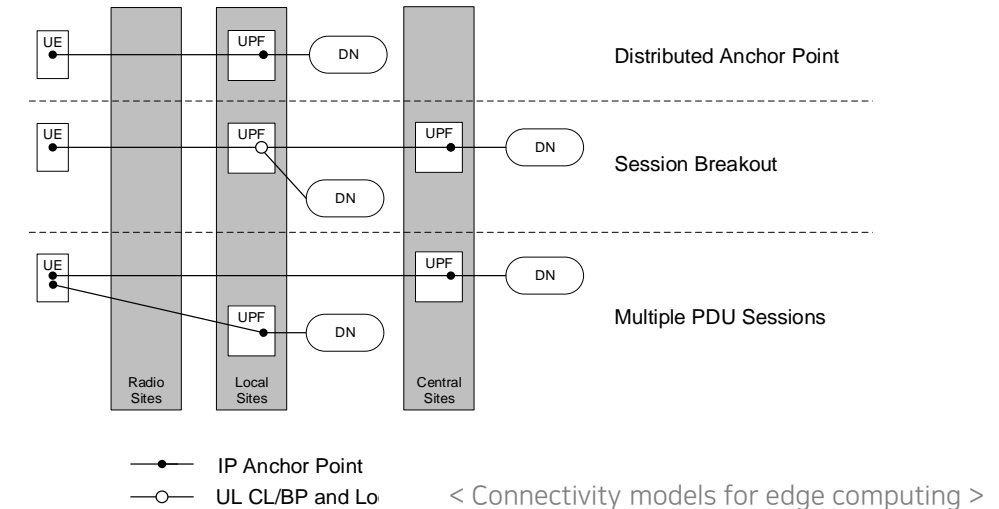 UE
UPF
DN
Distributed Anchor Point
UE
UPF
UPF
DN
Session Breakout
DN
UE
UPF
DN
Multiple PDU Sessions
UPF
DN
Radio
Sites
Local
Sites
Central
Sites
IP Anchor Point
UL CL/BP and
< Connectivity models for edge computing >